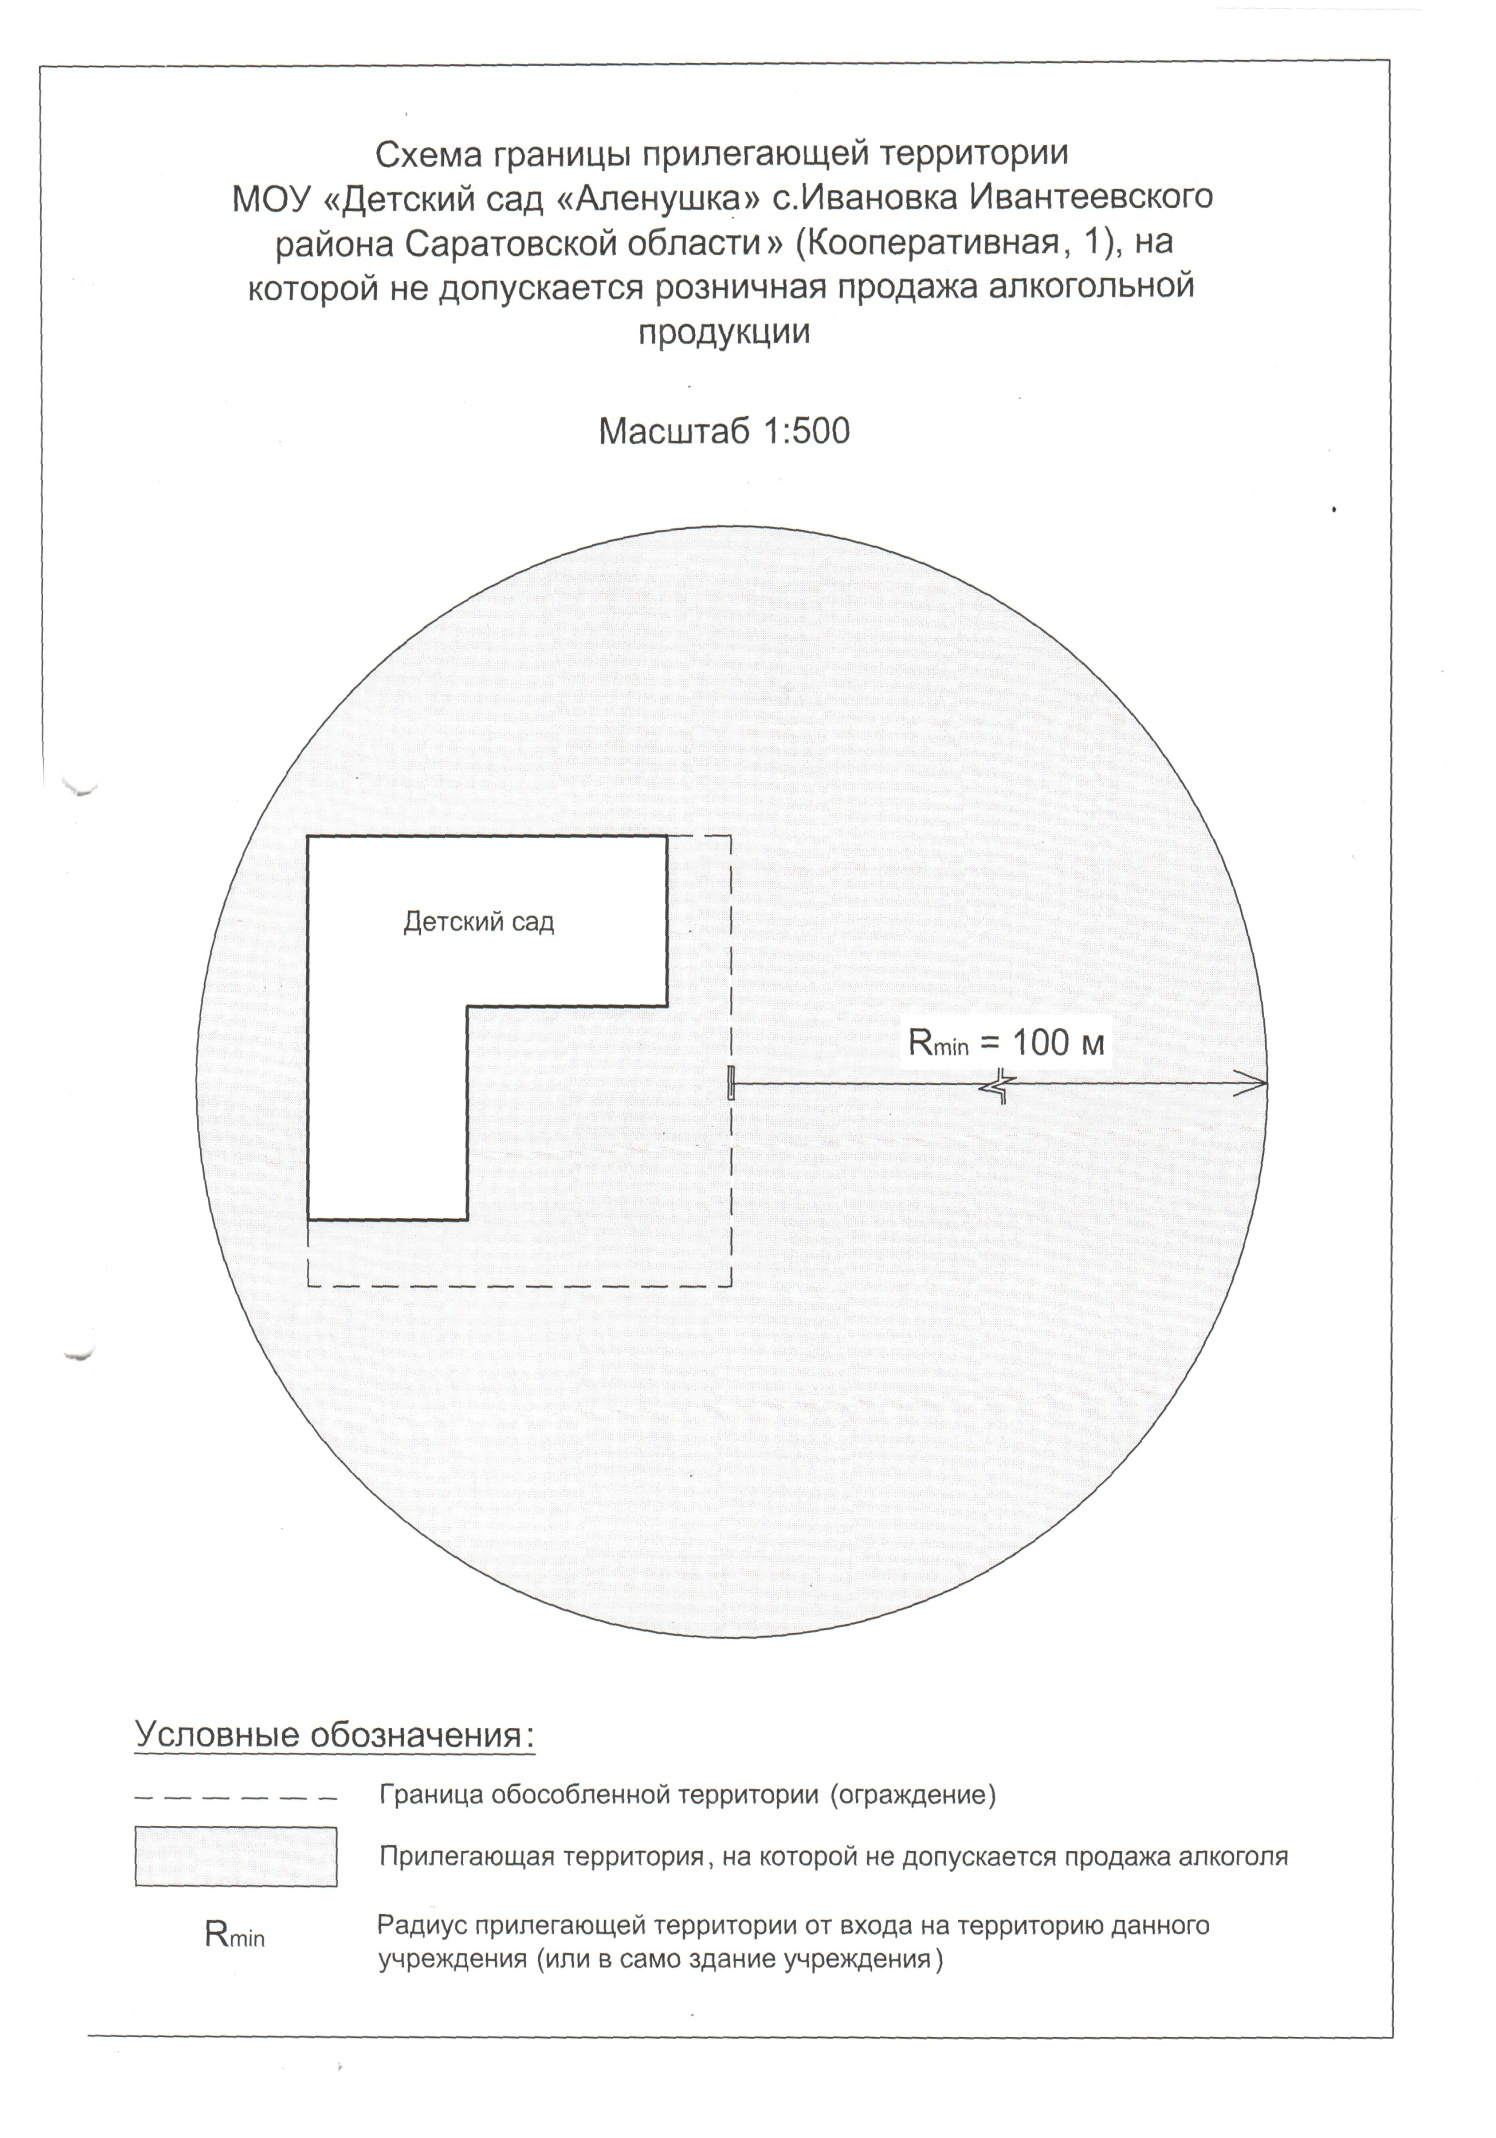 Схема границы прилегающей территории
МОУ «Детский сад «Аленушка» с.Ивановка Ивантеевского
района Саратовской области» (Кооперативная, 1), на
которой не допускается розничная продажа алкогольной
продукции
Масштаб 1:500
Детский сад
Rmin = 100 м
Условные обозначения:
Граница обособленной территории (ограждение)
Прилегающая территория, на которой не допускается продажа алкоголя
Rmin
Радиус прилегающей территории от входа на территорию данного
учреждения (или в само здание учреждения)